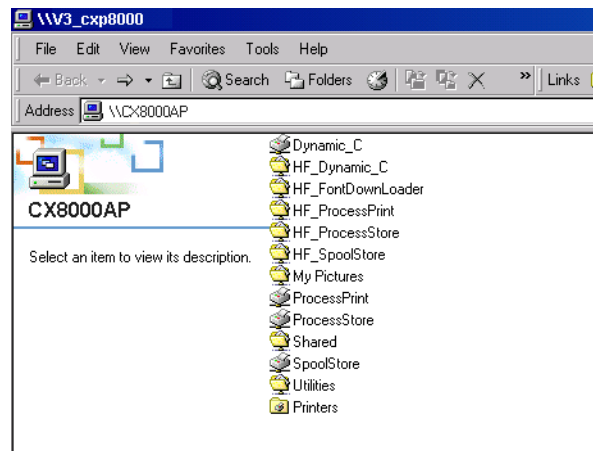 \\V3_cxp8000
File Edit View Favorites Tools Help
Back Search Folders » Links
Address \\CX8000AP
CX8000AP
Select an item to view its description.
Dynamic_C
HF_Dynamic_C
HF_FontDownLoader
HF_ProcessPrint
HF_ProcessStore
HF_SpoolStore
My Pictures
ProcessPrint
ProcessStore
Shared
SpoolStore
Utilities
Printers